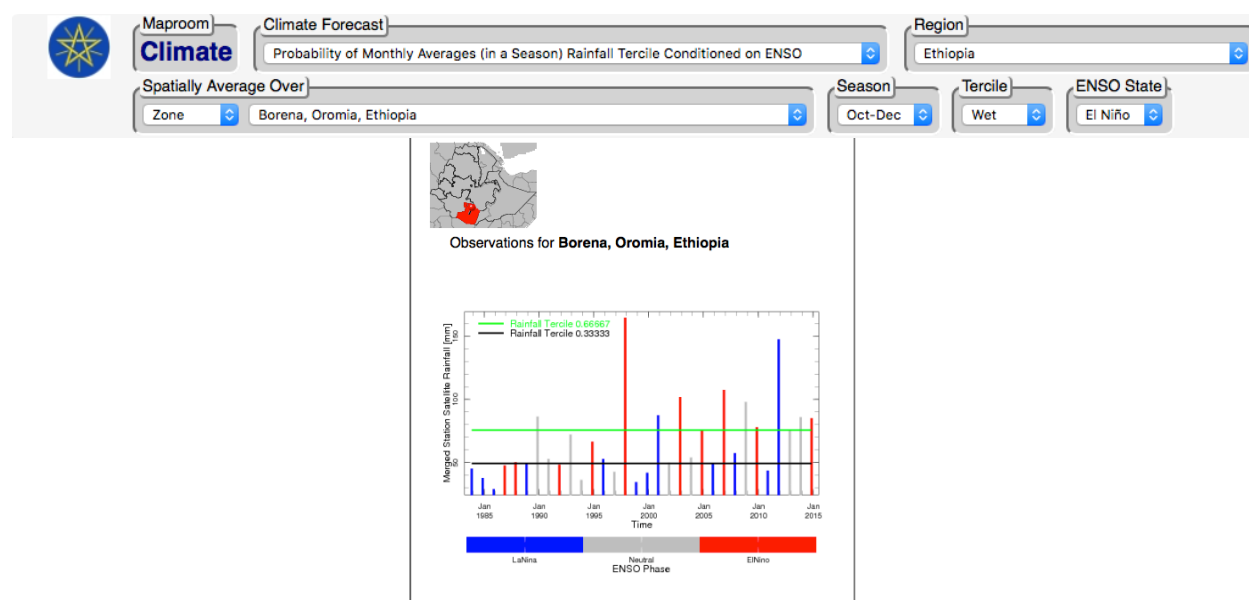 Maproom
Climate
Climate Forecast
Probability of Monthly Averages (in a Season) Rainfall Tercile Conditioned on ENSO
Region
Ethiopia
Spatially Average Over
Zone
Borena, Oromia, Ethiopia
Season
Oct-Dec
Tercile
Wet
ENSO State
El Niño
Observations for Borena, Oromia, Ethiopia
Rainfall Tercile 0.66667
Rainfall Tercile 0.33333
Merged Station Satellite Rainfall [mm]
150
100
50
Jan 1985
Jan 1990
Jan 1995
Jan 2000
Jan 2005
Jan 2010
Jan 2015
Time
LaNina
Neutral
ElNino
ENSO Phase